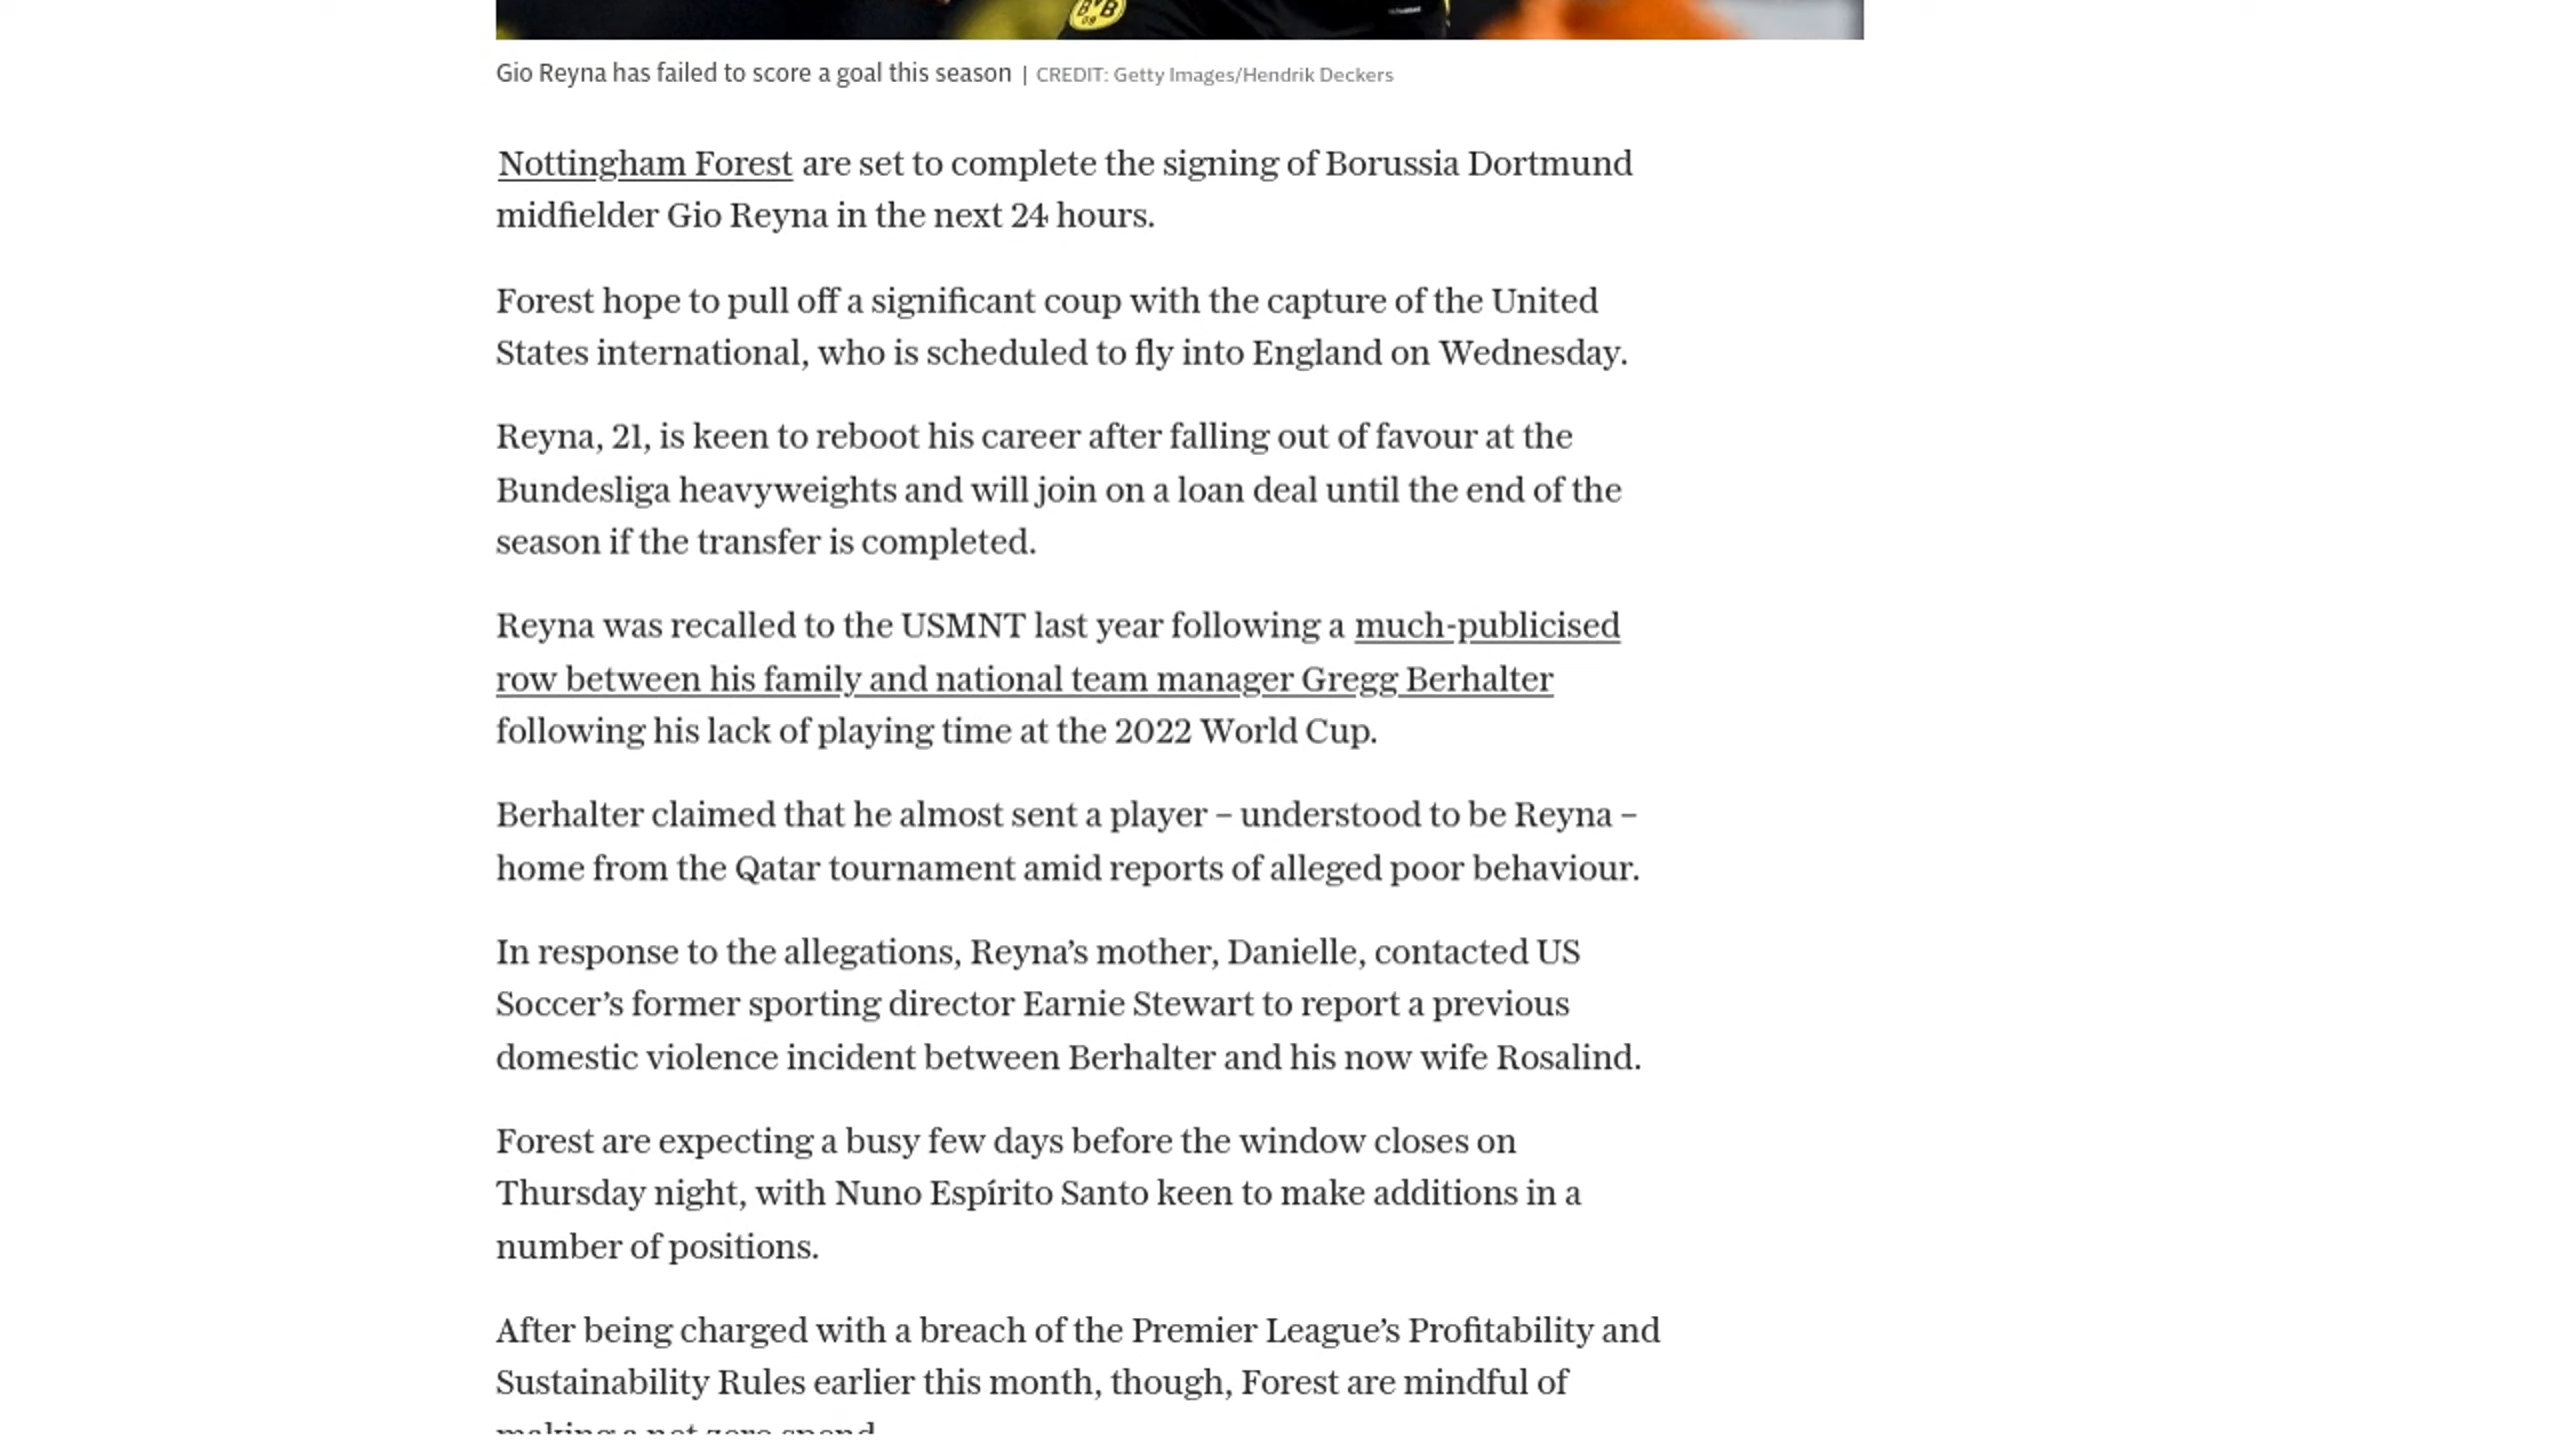 BVB
09
Gio Reyna has failed to score a goal this season | CREDIT: Getty Images/Hendrik Deckers
Nottingham Forest are set to complete the signing of Borussia Dortmund
midfielder Gio Reyna in the next 24 hours.
Forest hope to pull off a significant coup with the capture of the United
States international, who is scheduled to fly into England on Wednesday.
Reyna, 21, is keen to reboot his career after falling out of favour at the
Bundesliga heavyweights and will join on a loan deal until the end of the
season if the transfer is completed.
Reyna was recalled to the USMNT last year following a much-publicised
row between his family and national team manager Gregg Berhalter
following his lack of playing time at the 2022 World Cup.
Berhalter claimed that he almost sent a player – understood to be Reyna –
home from the Qatar tournament amid reports of alleged poor behaviour.
In response to the allegations, Reyna’s mother, Danielle, contacted US
Soccer’s former sporting director Earnie Stewart to report a previous
domestic violence incident between Berhalter and his now wife Rosalind.
Forest are expecting a busy few days before the window closes on
Thursday night, with Nuno Espírito Santo keen to make additions in a
number of positions.
After being charged with a breach of the Premier League’s Profitability and
Sustainability Rules earlier this month, though, Forest are mindful of
making a net zero spend